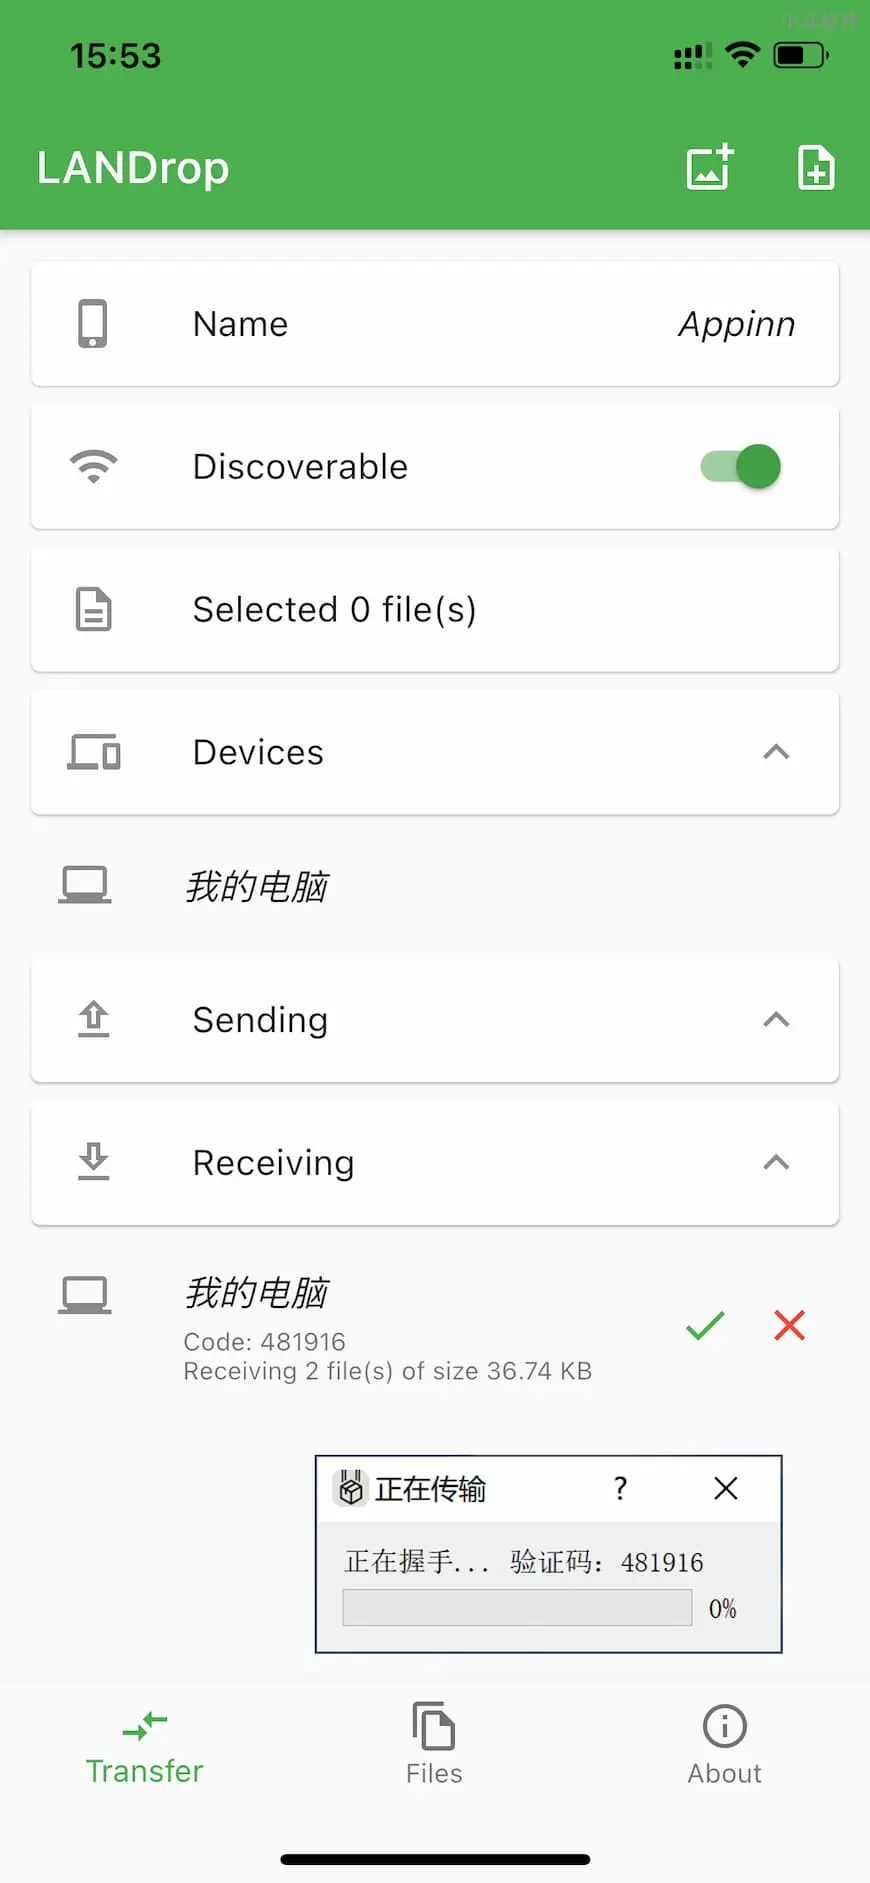 小众软件
15:53
LANDrop
Name
Appinn
Discoverable
Selected 0 file(s)
Devices
我的电脑
Sending
Receiving
我的电脑
Code: 481916
Receiving 2 file(s) of size 36.74 KB
正在传输
?
正在握手... 验证码：481916
0%
Transfer
Files
About